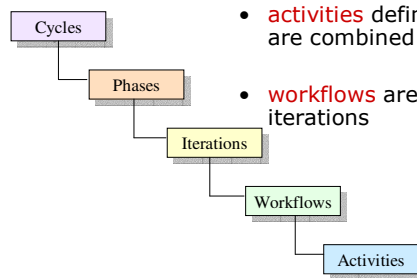 Cycles
• activities defin
are combined
Phases
• workflows are
iterations
Iterations
Workflows
Activities